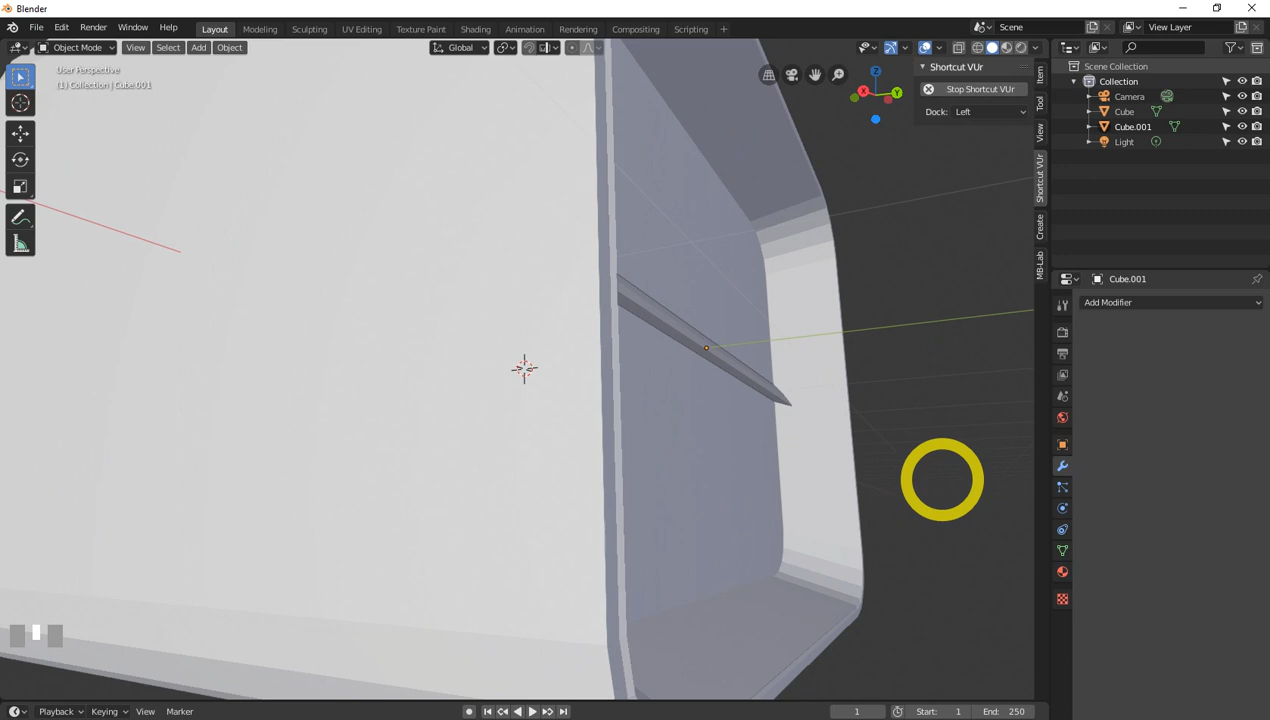 Blender
File Edit Render Window Help Layout Modeling Sculpting UV Editing Texture Paint Shading Animation Rendering Compositing Scripting + Scene View Layer
Object Mode View Select Add Object Global
User Perspective
(1) Collection | Cube.001
X Y Z
Shortcut VUr
Stop Shortcut VUr
Dock: Left
Item
Tool
View
Shortcut VUr
Create
MB-Lab
Scene Collection
Collection
Camera
Cube
Cube.001
Light
Cube.001
Add Modifier
Playback Keying View Marker 1 Start: 1 End: 250